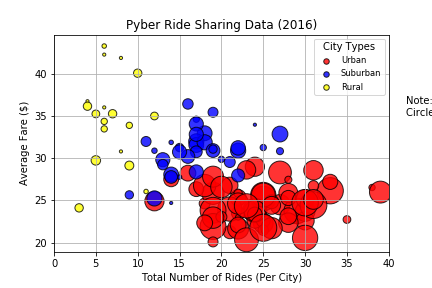 Pyber Ride Sharing Data (2016)
City Types
Urban
Suburban
Rural
Note:
Circle
Average Fare ($)
40
35
30
25
20
0 5 10 15 20 25 30 35 40
Total Number of Rides (Per City)